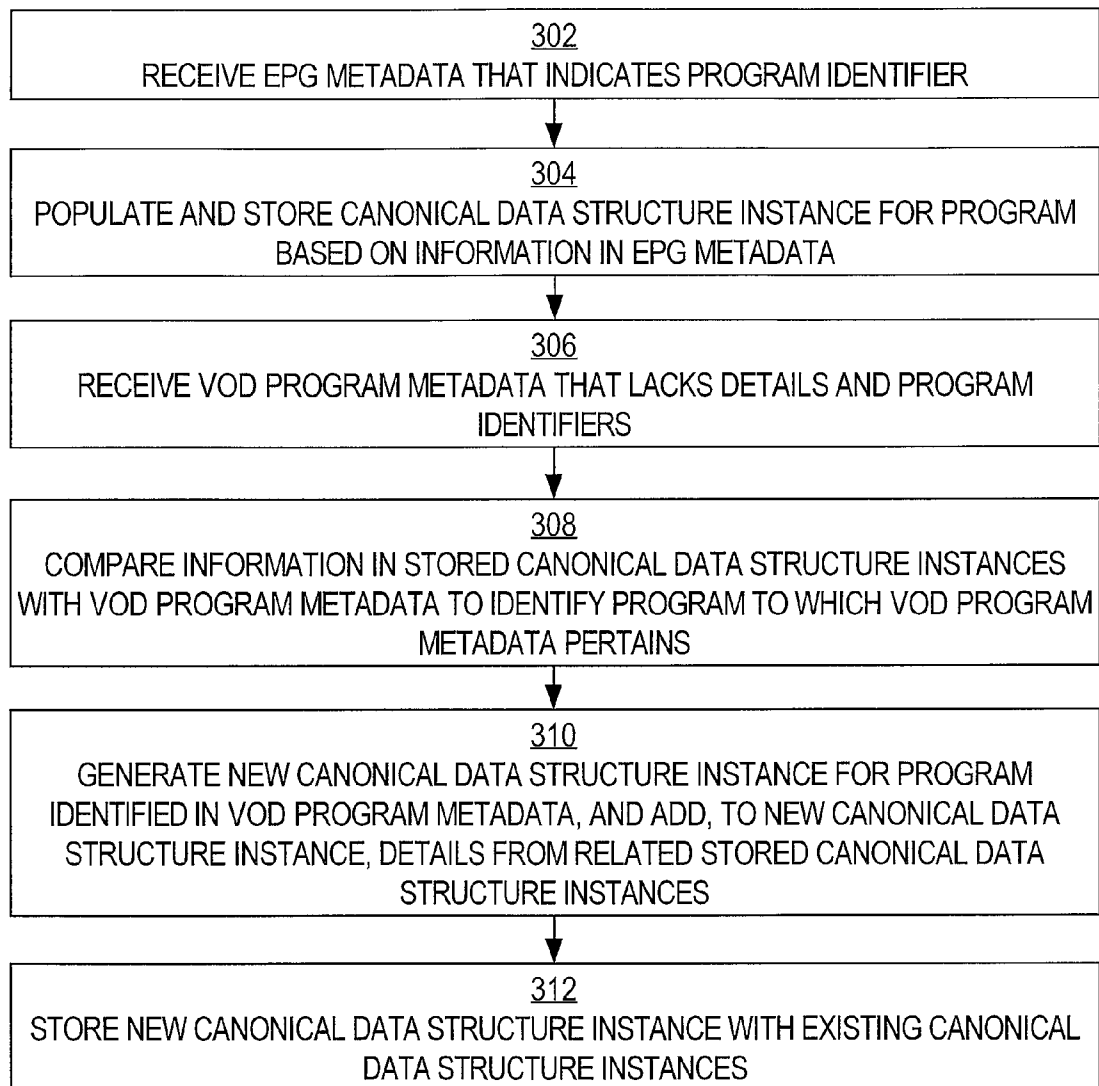 302
RECEIVE EPG METADATA THAT INDICATES PROGRAM IDENTIFIER
304
POPULATE AND STORE CANONICAL DATA STRUCTURE INSTANCE FOR PROGRAM
BASED ON INFORMATION IN EPG METADATA
306
RECEIVE VOD PROGRAM METADATA THAT LACKS DETAILS AND PROGRAM
IDENTIFIERS
308
COMPARE INFORMATION IN STORED CANONICAL DATA STRUCTURE INSTANCES
WITH VOD PROGRAM METADATA TO IDENTIFY PROGRAM TO WHICH VOD PROGRAM
METADATA PERTAINS
310
GENERATE NEW CANONICAL DATA STRUCTURE INSTANCE FOR PROGRAM
IDENTIFIED IN VOD PROGRAM METADATA, AND ADD, TO NEW CANONICAL DATA
STRUCTURE INSTANCE, DETAILS FROM RELATED STORED CANONICAL DATA
STRUCTURE INSTANCES
312
STORE NEW CANONICAL DATA STRUCTURE INSTANCE WITH EXISTING CANONICAL
DATA STRUCTURE INSTANCES